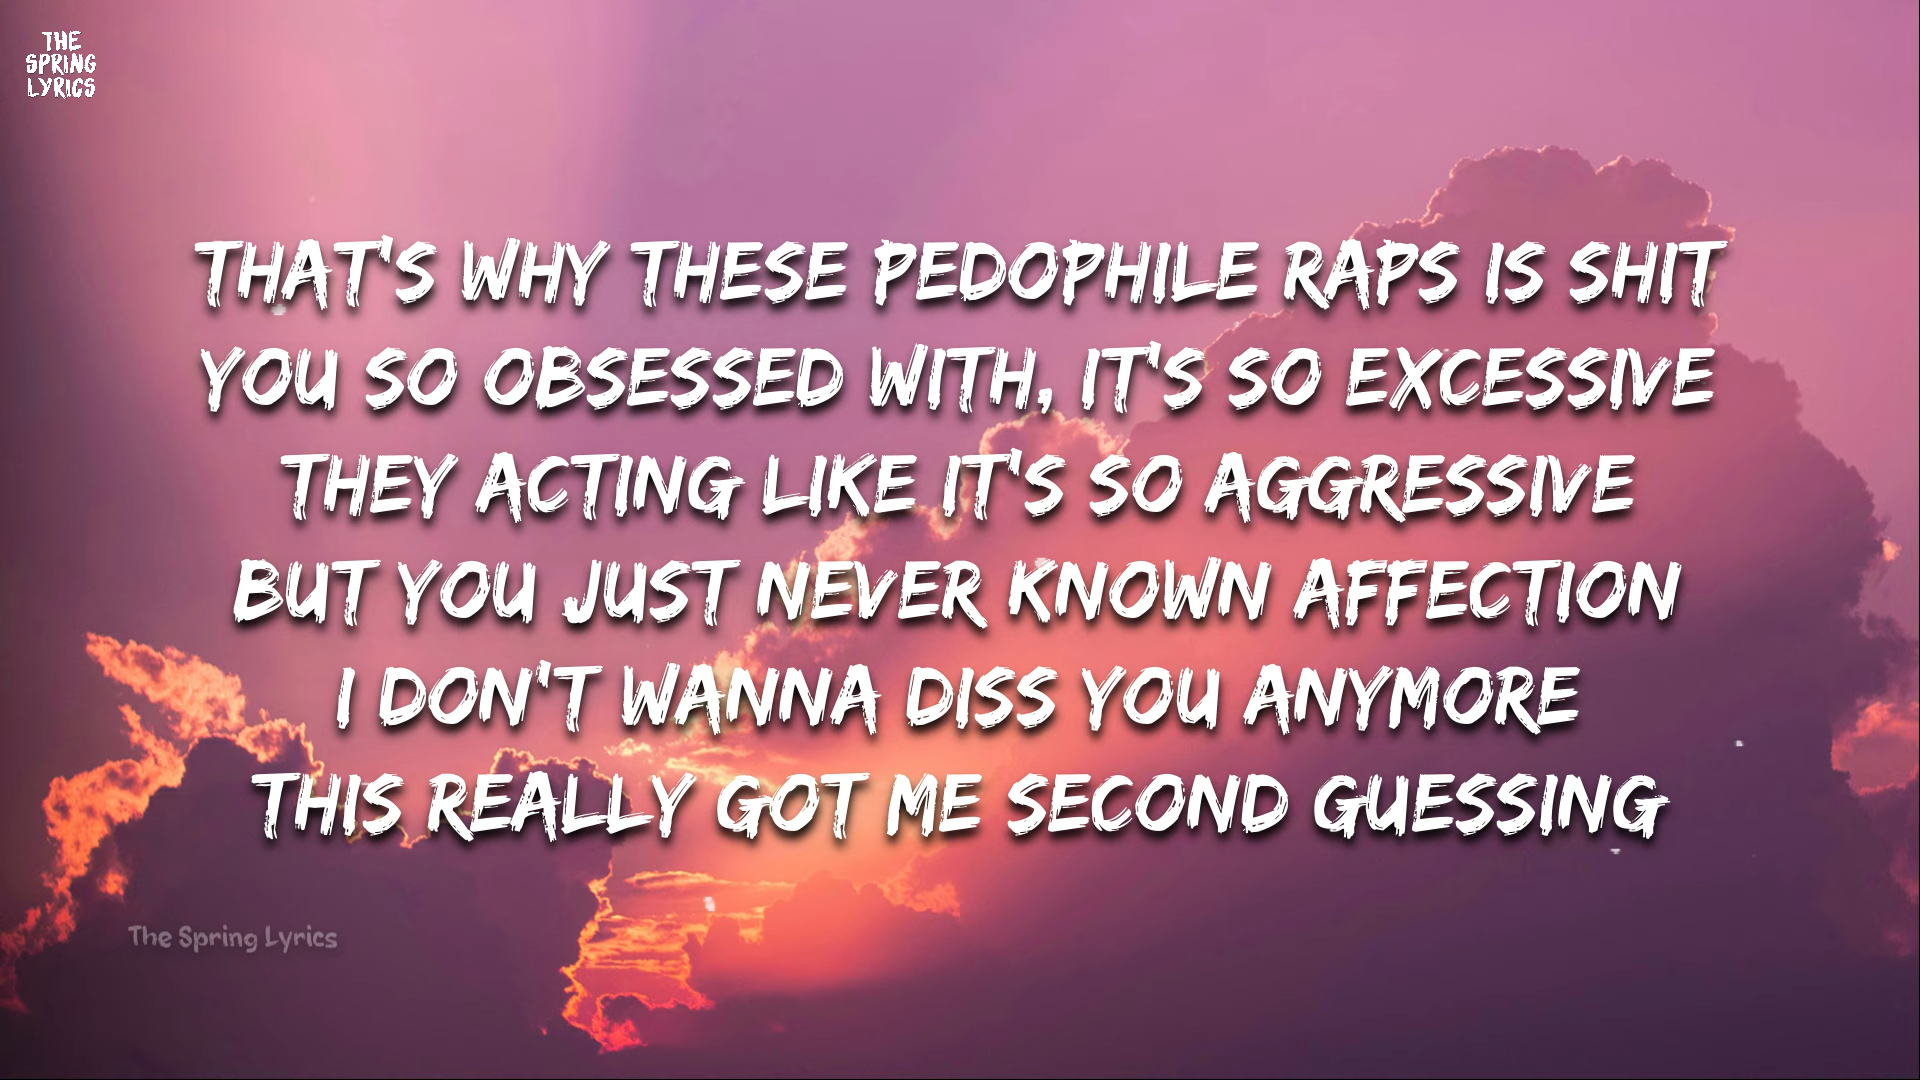 THE
SPRING
LYRICS
THAT'S WHY THESE PEDOPHILE RAPS IS SHIT
YOU SO OBSESSED WITH, IT'S SO EXCESSIVE
THEY ACTING LIKE IT'S SO AGGRESSIVE
BUT YOU JUST NEVER KNOWN AFFECTION
I DON'T WANNA DISS YOU ANYMORE
THIS REALLY GOT ME SECOND GUESSING
The Spring Lyrics